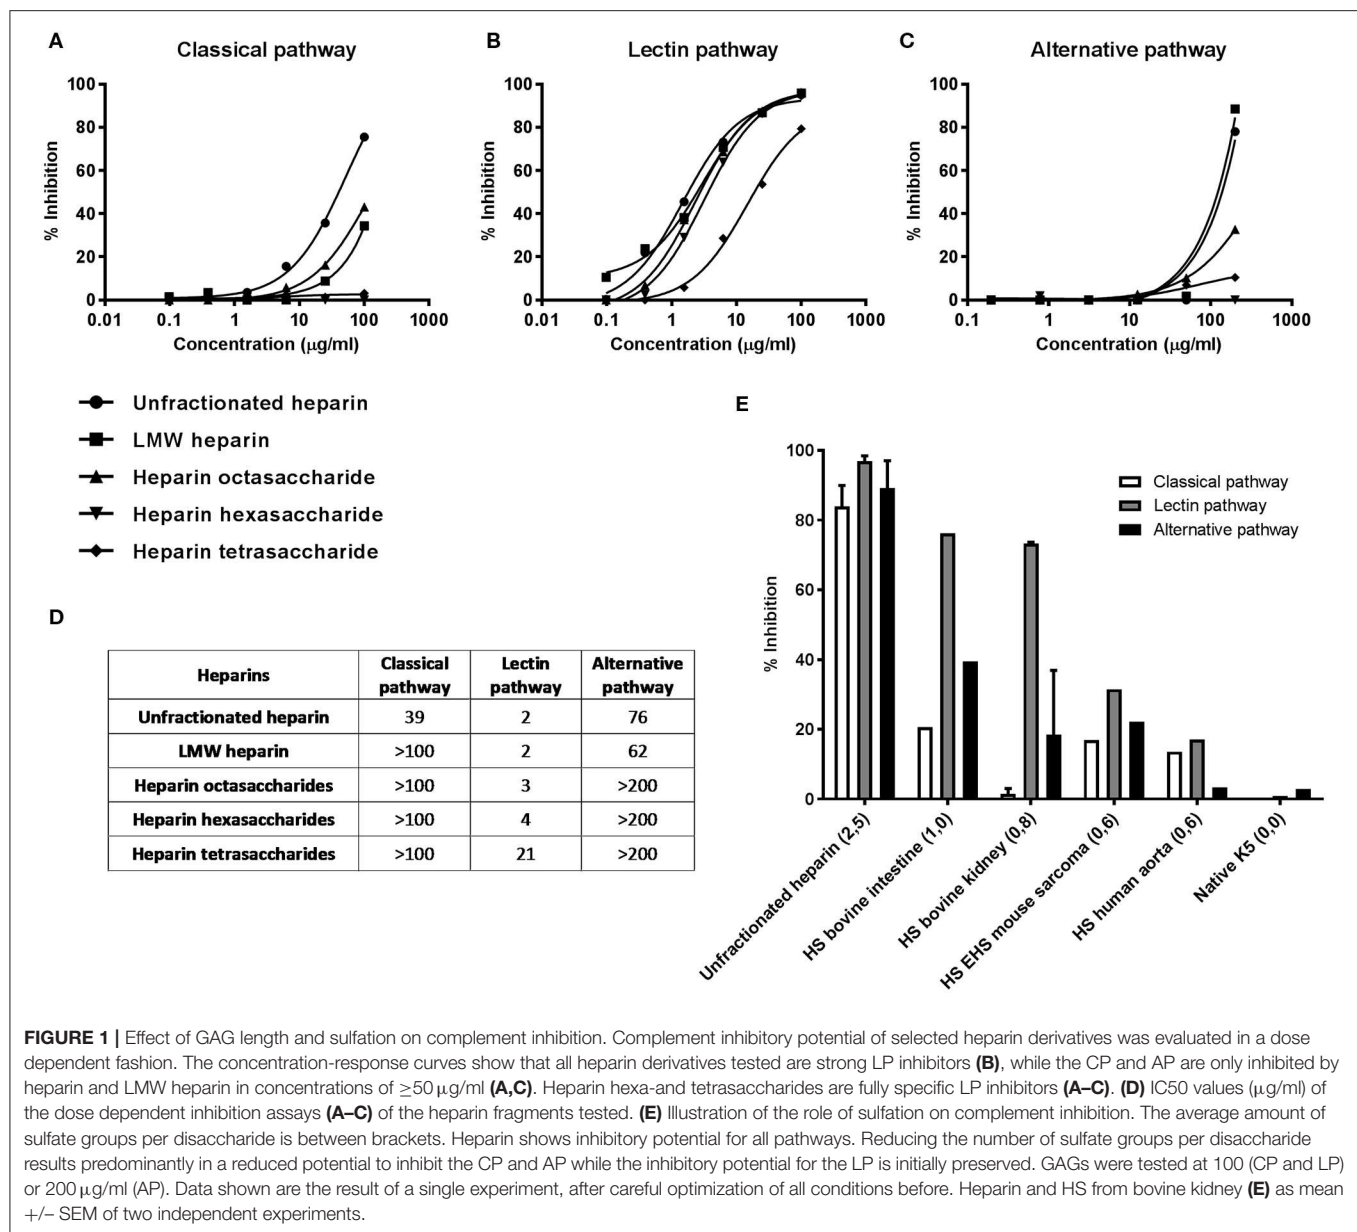 A
Classical pathway
% Inhibition
100
80
60
40
20
0
0.01 0.1 1 10 100 1000
Concentration (µg/ml)
B
Lectin pathway
% Inhibition
100
80
60
40
20
0
0.01 0.1 1 10 100 1000
Concentration (µg/ml)
C
Alternative pathway
% Inhibition
100
80
60
40
20
0
0.1 1 10 100 1000
Concentration (µg/ml)
Unfractionated heparin
LMW heparin
Heparin octasaccharide
Heparin hexasaccharide
Heparin tetrasaccharide
D
Heparins Classical pathway Lectin pathway Alternative pathway
Unfractionated heparin 39 2 76
LMW heparin >100 2 62
Heparin octasaccharides >100 3 >200
Heparin hexasaccharides >100 4 >200
Heparin tetrasaccharides >100 21 >200
E
% Inhibition
100
80
60
40
20
0
Classical pathway
Lectin pathway
Alternative pathway
Unfractionated heparin (2,5)
HS bovine intestine (1,0)
HS bovine kidney (0,8)
HS EHS mouse sarcoma (0,6)
HS human aorta (0,6)
Native K5 (0,0)
FIGURE 1 | Effect of GAG length and sulfation on complement inhibition. Complement inhibitory potential of selected heparin derivatives was evaluated in a dose
dependent fashion. The concentration-response curves show that all heparin derivatives tested are strong LP inhibitors (B), while the CP and AP are only inhibited by
heparin and LMW heparin in concentrations of ≥50 µg/ml (A,C). Heparin hexa-and tetrasaccharides are fully specific LP inhibitors (A–C). (D) IC50 values (µg/ml) of
the dose dependent inhibition assays (A–C) of the heparin fragments tested. (E) Illustration of the role of sulfation on complement inhibition. The average amount of
sulfate groups per disaccharide is between brackets. Heparin shows inhibitory potential for all pathways. Reducing the number of sulfate groups per disaccharide
results predominantly in a reduced potential to inhibit the CP and AP while the inhibitory potential for the LP is initially preserved. GAGs were tested at 100 (CP and LP)
or 200 µg/ml (AP). Data shown are the result of a single experiment, after careful optimization of all conditions before. Heparin and HS from bovine kidney (E) as mean
+/– SEM of two independent experiments.